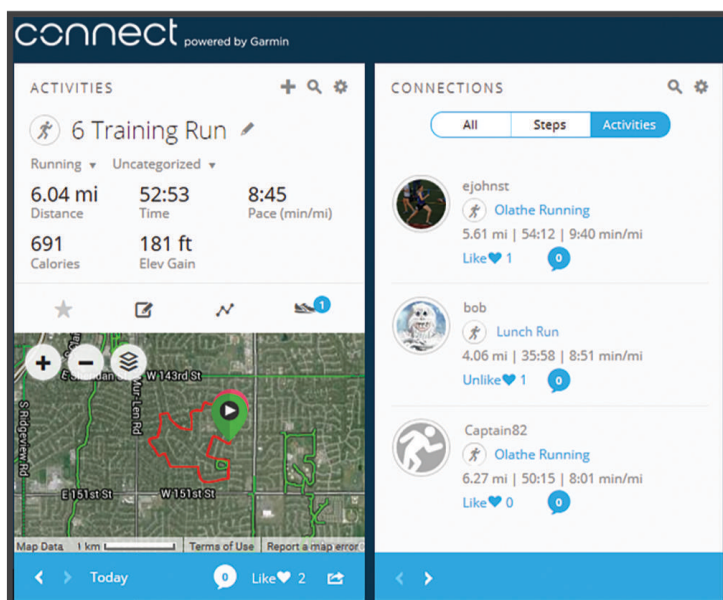 connect powered by Garmin
ACTIVITIES
6 Training Run
Running Uncategorized
6.04 mi 52:53 8:45
Distance Time Pace (min/mi)
691 181 ft
Calories Elev Gain
1
W 143rd St
S Ridgeview Rd
Mur-Len Rd
E 151st St W 151st St
Map Data 1 km Terms of Use Report a map error
Today 0 Like 2
CONNECTIONS
All Steps Activities
ejohnst
Olathe Running
5.61 mi | 54:12 | 9:40 min/mi
Like 1 0
bob
Lunch Run
4.06 mi | 35:58 | 8:51 min/mi
Unlike 1 0
Captain82
Olathe Running
6.27 mi | 50:15 | 8:01 min/mi
Like 0 0